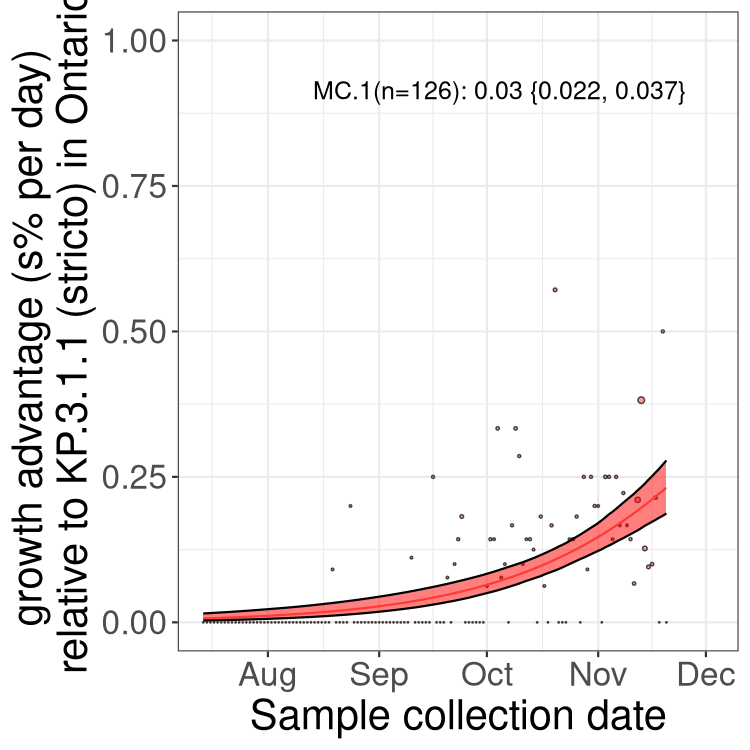 growth advantage (s% per day)
relative to KP.3.1.1 (stricto) in Ontario
1.00
0.75
0.50
0.25
0.00
MC.1(n=126): 0.03 {0.022, 0.037}
Aug Sep Oct Nov Dec
Sample collection date